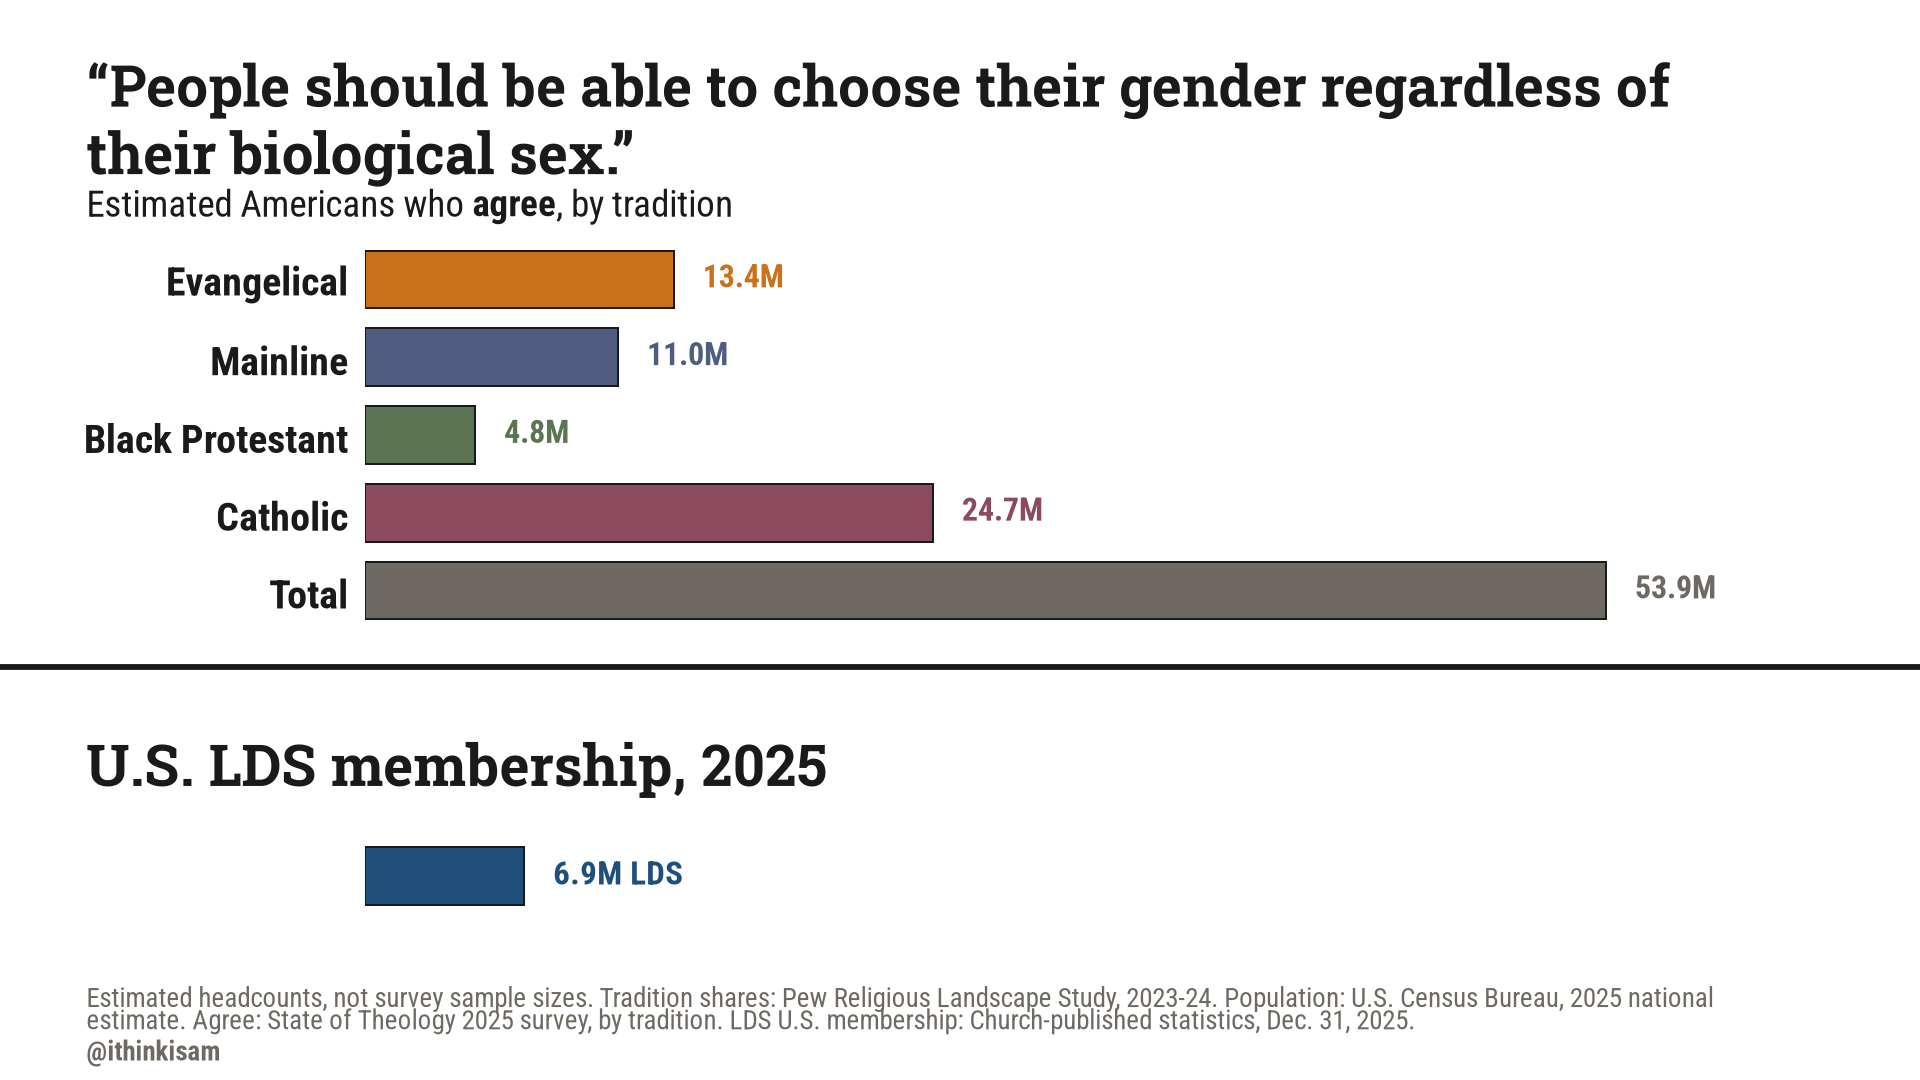 “People should be able to choose their gender regardless of
their biological sex.”
Estimated Americans who agree, by tradition
Evangelical 13.4M
Mainline 11.0M
Black Protestant 4.8M
Catholic 24.7M
Total 53.9M
U.S. LDS membership, 2025
6.9M LDS
Estimated headcounts, not survey sample sizes. Tradition shares: Pew Religious Landscape Study, 2023-24. Population: U.S. Census Bureau, 2025 national
estimate. Agree: State of Theology 2025 survey, by tradition. LDS U.S. membership: Church-published statistics, Dec. 31, 2025.
@ithinkisam